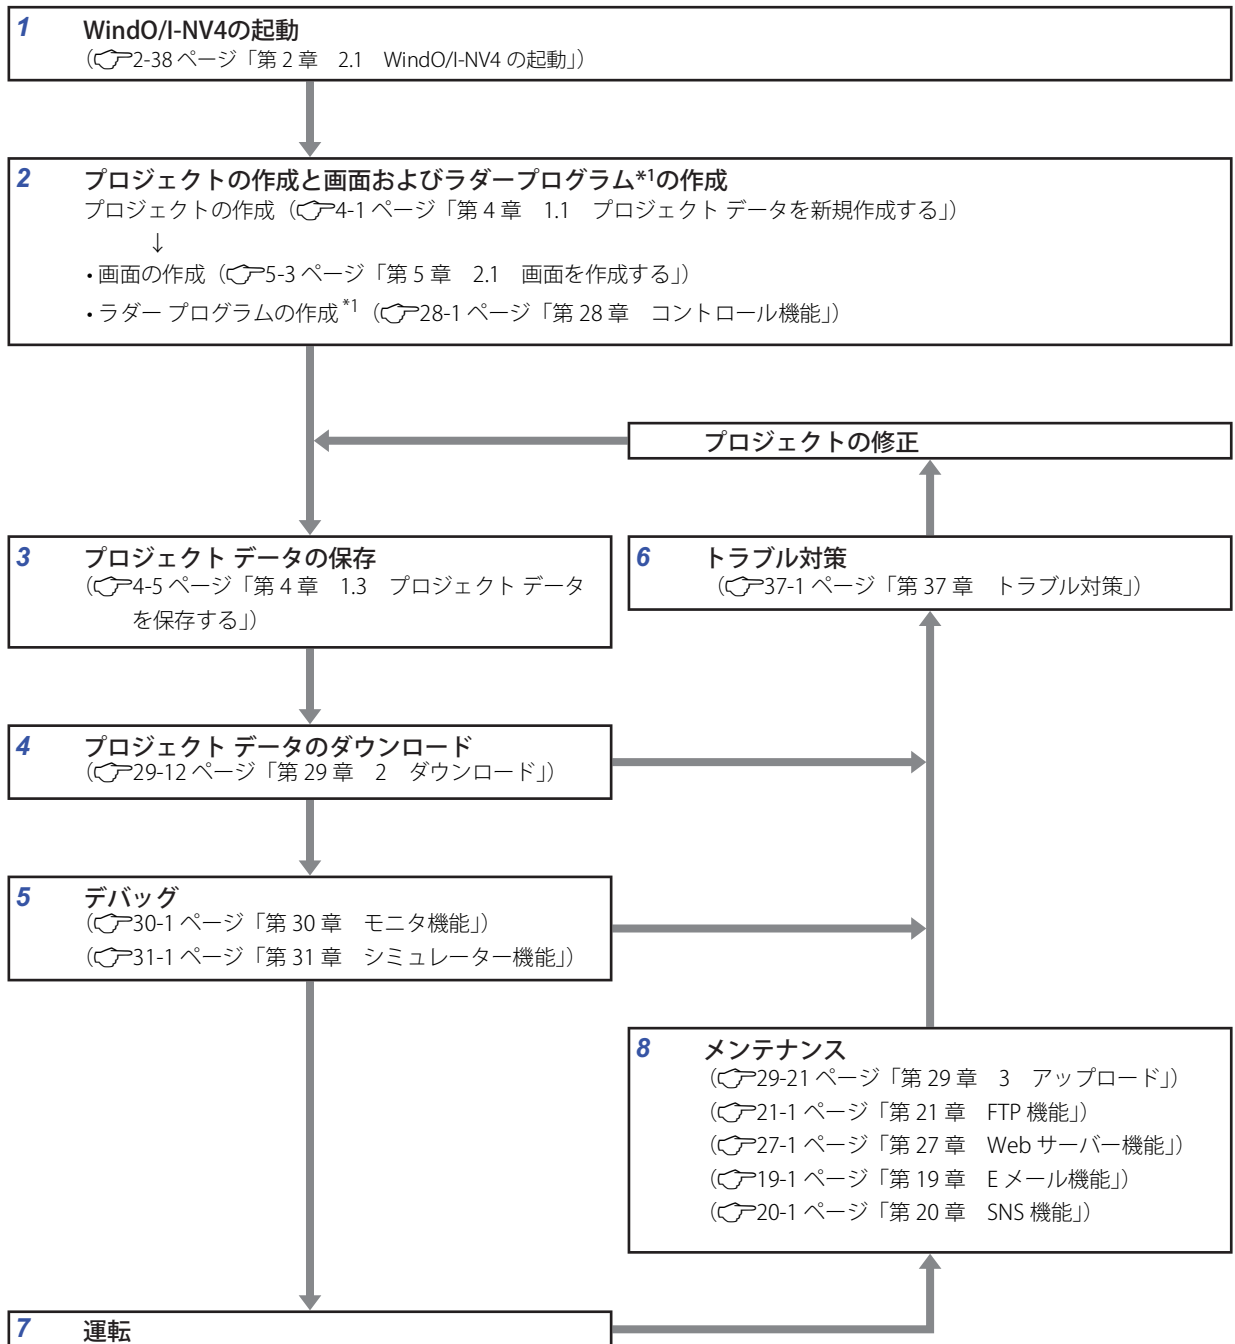 1 WindO/I-NV4の起動
（2-38 ページ「第 2 章 2.1 WindO/I-NV4 の起動」）
2 プロジェクトの作成と画面およびラダープログラム*1の作成
プロジェクトの作成（4-1 ページ「第 4 章 1.1 プロジェクト データを新規作成する」）
↓
・画面の作成（5-3 ページ「第 5 章 2.1 画面を作成する」）
・ラダー プログラムの作成*1（28-1 ページ「第 28 章 コントロール機能」）
プロジェクトの修正
3 プロジェクト データの保存
（4-5 ページ「第 4 章 1.3 プロジェクト データ
を保存する」）
6 トラブル対策
（37-1 ページ「第 37 章 トラブル対策」）
4 プロジェクト データのダウンロード
（29-12 ページ「第 29 章 2 ダウンロード」）
5 デバッグ
（30-1 ページ「第 30 章 モニタ機能」）
（31-1 ページ「第 31 章 シミュレーター機能」）
8 メンテナンス
（29-21 ページ「第 29 章 3 アップロード」）
（21-1 ページ「第 21 章 FTP 機能」）
（27-1 ページ「第 27 章 Web サーバー機能」）
（19-1 ページ「第 19 章 E メール機能」）
（20-1 ページ「第 20 章 SNS 機能」）
7 運転